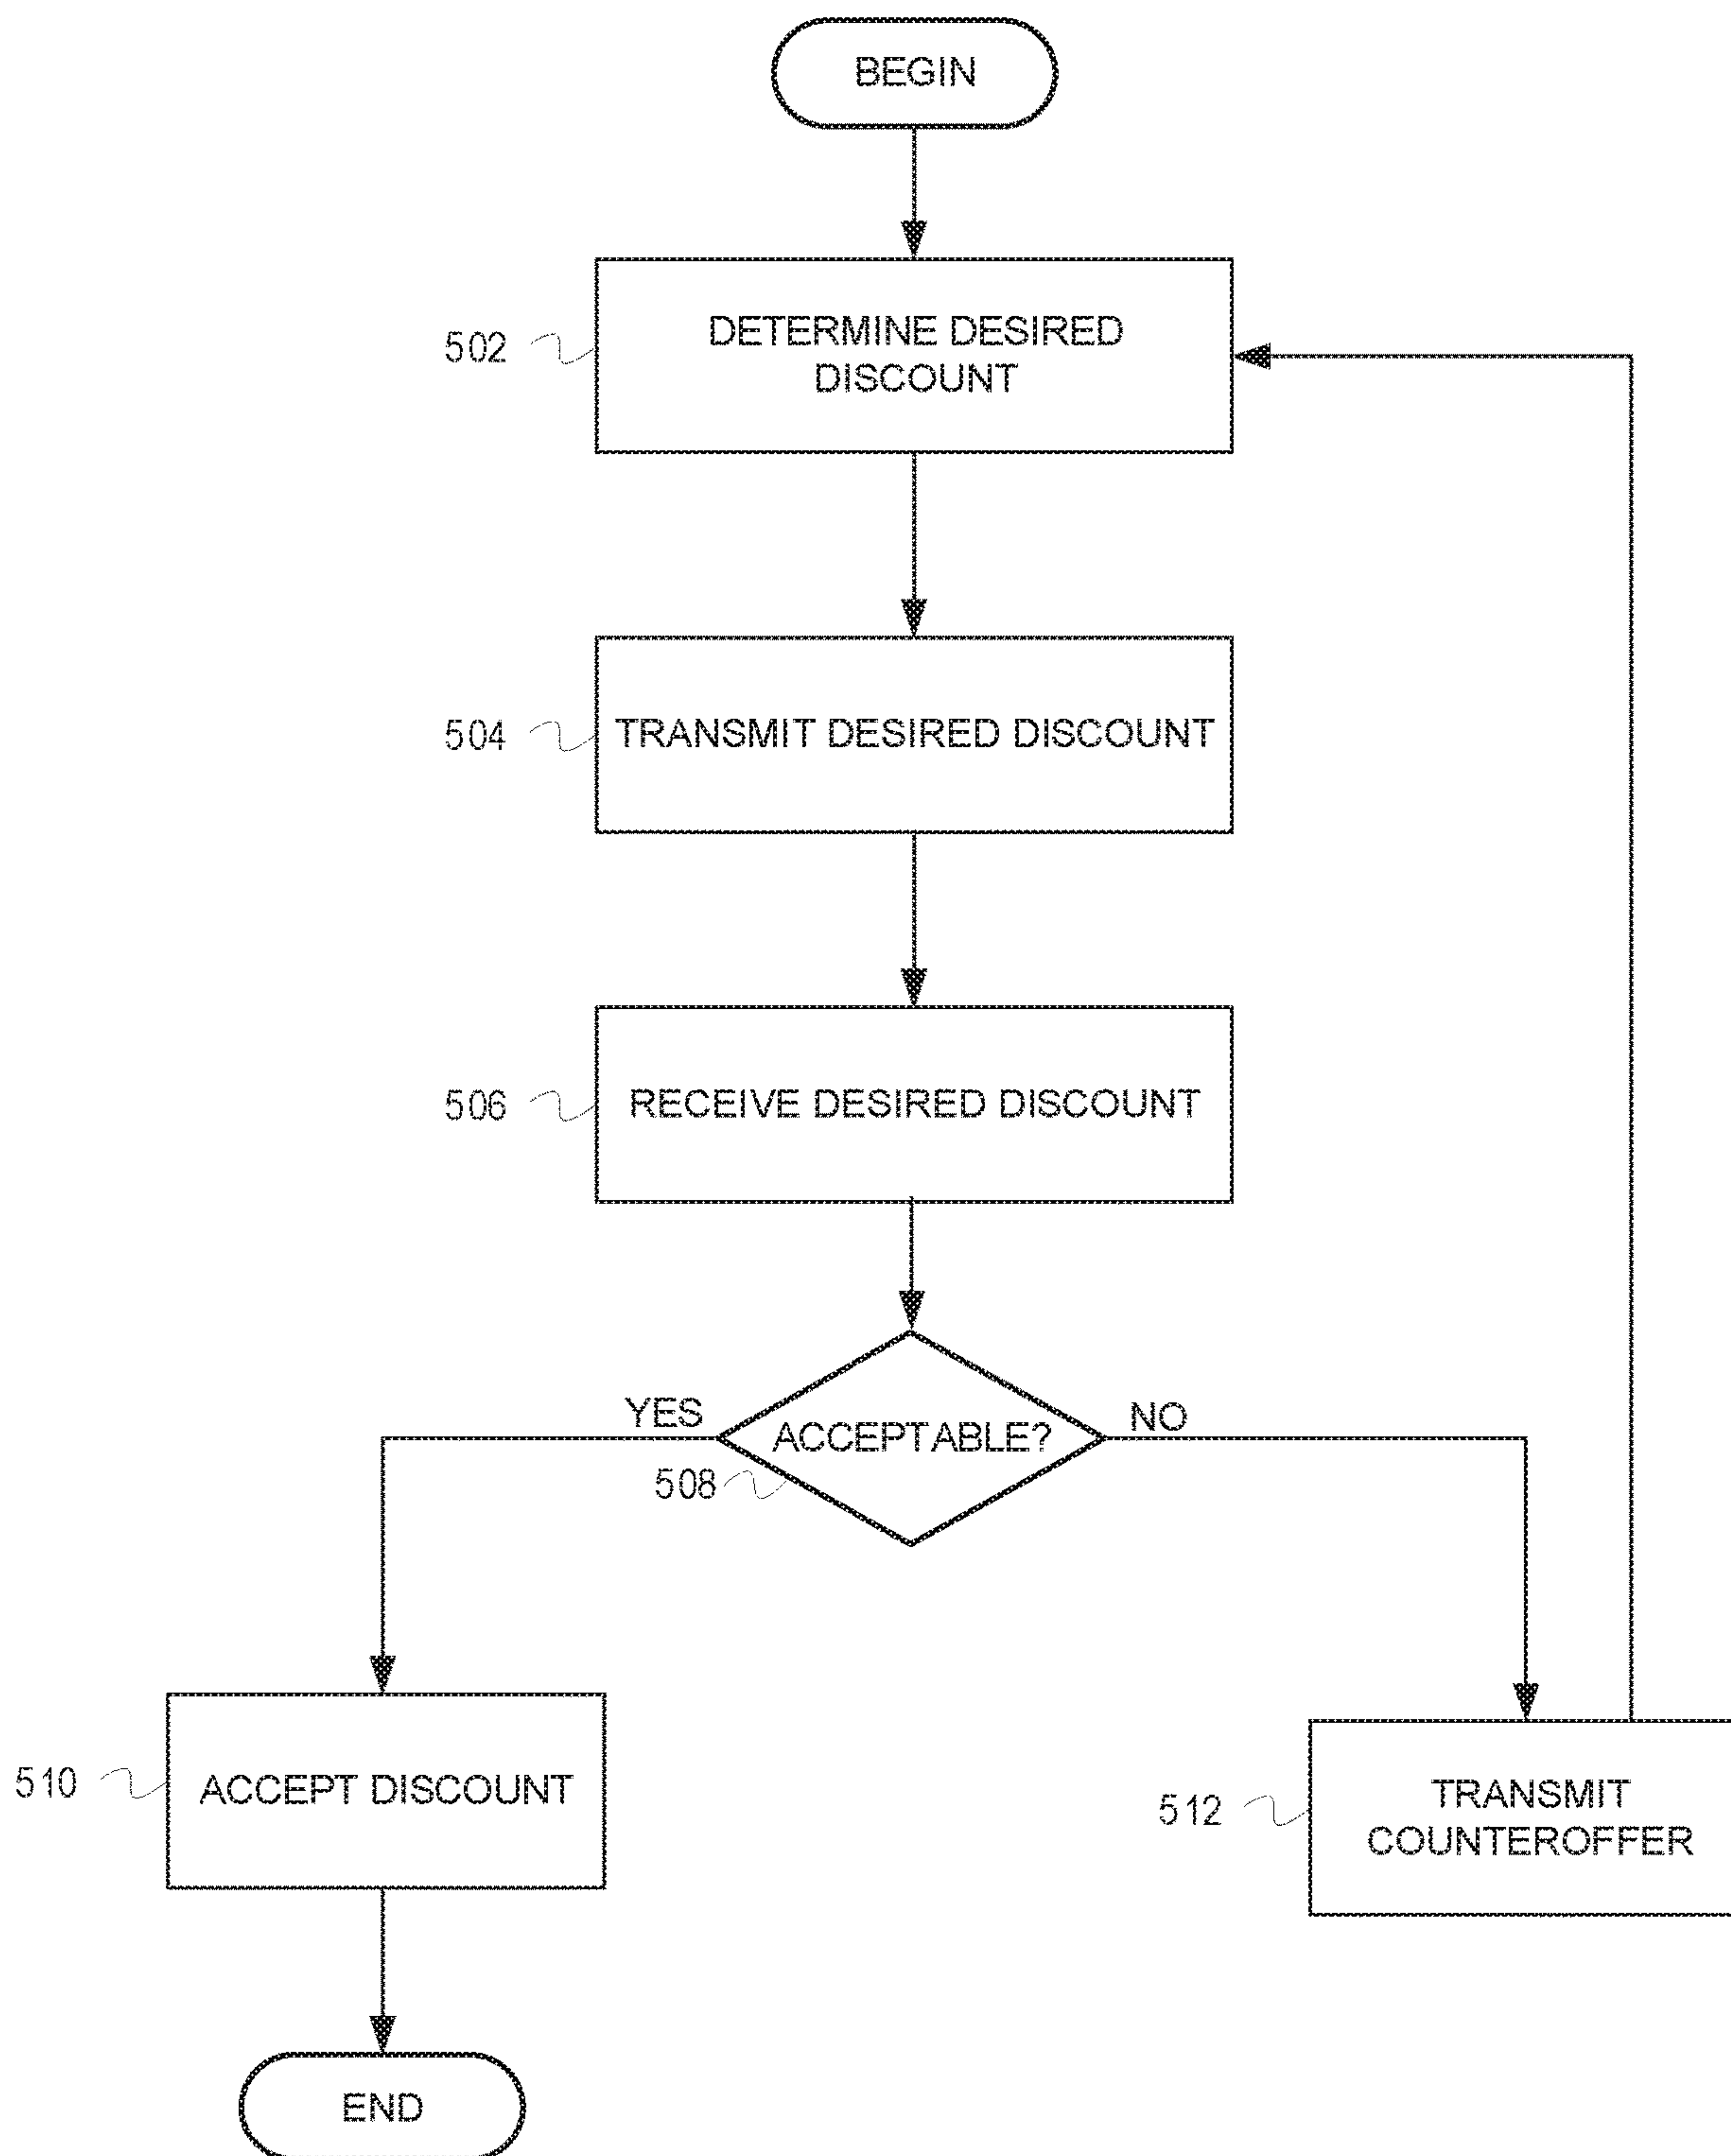 BEGIN
502
DETERMINE DESIRED
DISCOUNT
504
TRANSMIT DESIRED DISCOUNT
506
RECEIVE DESIRED DISCOUNT
YES
ACCEPTABLE?
NO
508
510
ACCEPT DISCOUNT
512
TRANSMIT
COUNTEROFFER
END